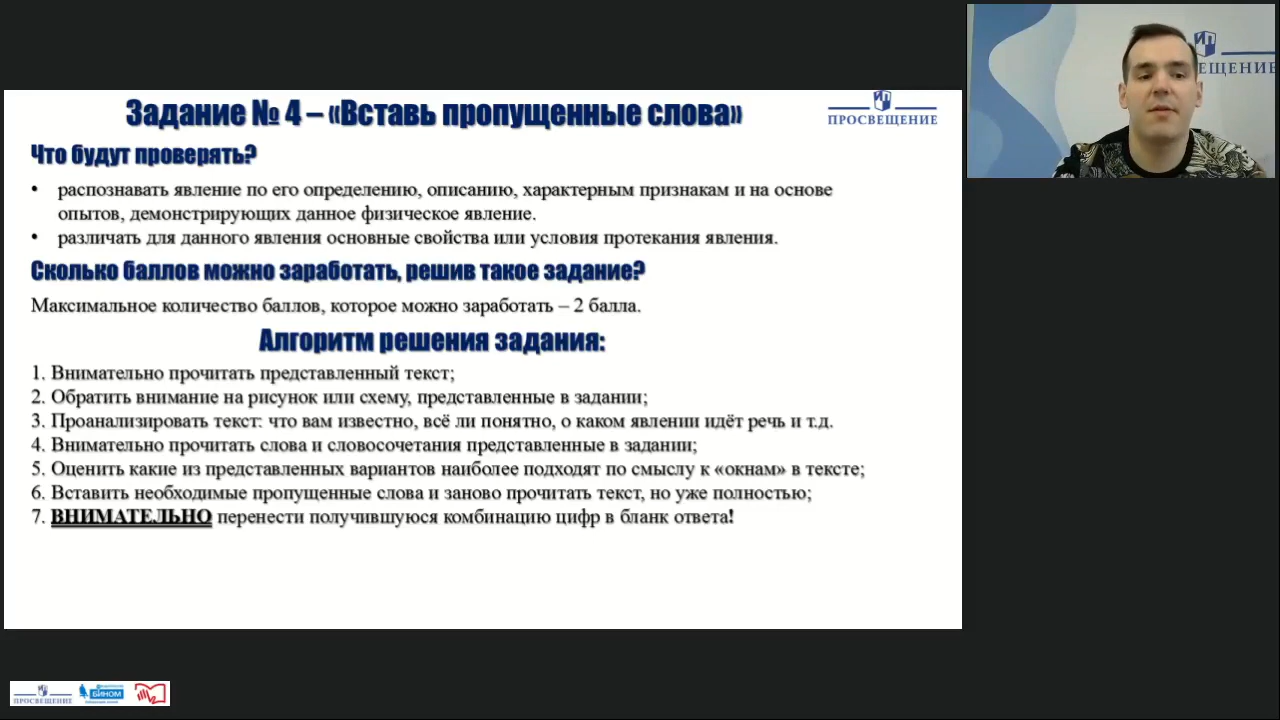 Задание № 4 – «Вставь пропущенные слова»
ИП
ПРОСВЕЩЕНИЕ
Что будут проверять?
• распознавать явление по его определению, описанию, характерным признакам и на основе
опытов, демонстрирующих данное физическое явление.
• различать для данного явления основные свойства или условия протекания явления.
Сколько баллов можно заработать, решив такое задание?
Максимальное количество баллов, которое можно заработать – 2 балла.
Алгоритм решения задания:
1. Внимательно прочитать представленный текст;
2. Обратить внимание на рисунок или схему, представленные в задании;
3. Проанализировать текст: что вам известно, всё ли понятно, о каком явлении идёт речь и т.д.
4. Внимательно прочитать слова и словосочетания представленные в задании;
5. Оценить какие из представленных вариантов наиболее подходят по смыслу к «окнам» в тексте;
6. Вставить необходимые пропущенные слова и заново прочитать текст, но уже полностью;
7. ВНИМАТЕЛЬНО перенести получившуюся комбинацию цифр в бланк ответа!
ИП
ЕЩЕНИЕ
ПРОСВЕЩЕНИЕ
БИНОМ